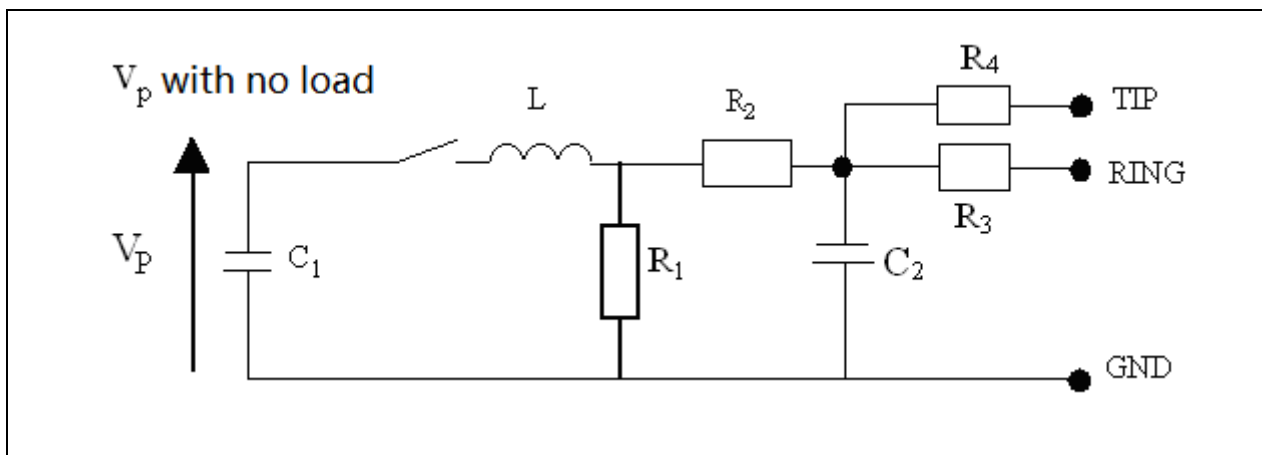 Vp with no load
L
R2
R4
TIP
RING
R3
Vp
C1
R1
C2
GND